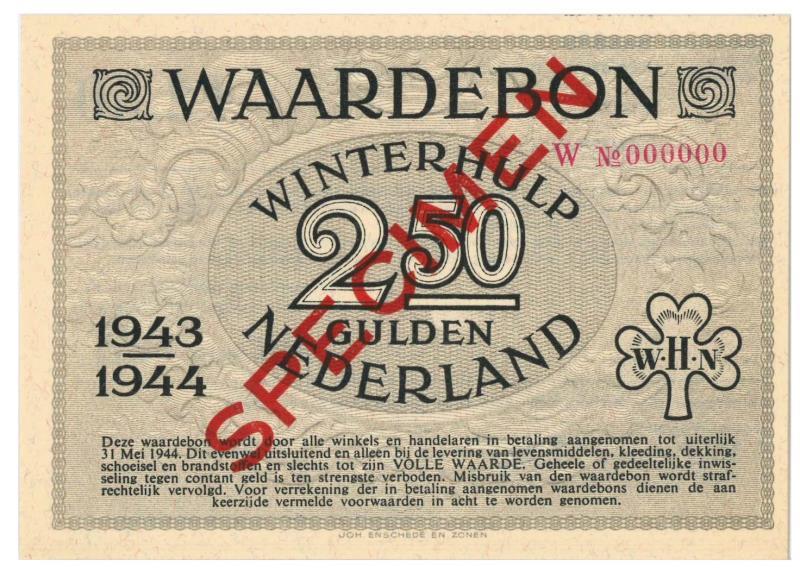 WAARDEBON
W № 000000
WINTERHULP
2.50
GULDEN
NEDERLAND
SPECIMEN
1943
1944
W·H·N
Deze waardebon wordt door alle winkels en handelaren in betaling aangenomen tot uiterlijk
31 Mei 1944. Dit evenwel uitsluitend en alleen bij de levering van levensmiddelen, kleeding, dekking,
schoeisel en brandstoffen en slechts tot zijn VOLLE WAARDE. Geheele of gedeeltelijke inwis-
seling tegen contant geld is ten strengste verboden. Misbruik van den waardebon wordt straf-
rechtelijk vervolgd. Voor verrekening der in betaling aangenomen waardebons dienen de aan
keerzijde vermelde voorwaarden in acht te worden genomen.
JOH. ENSCHEDÉ EN ZONEN